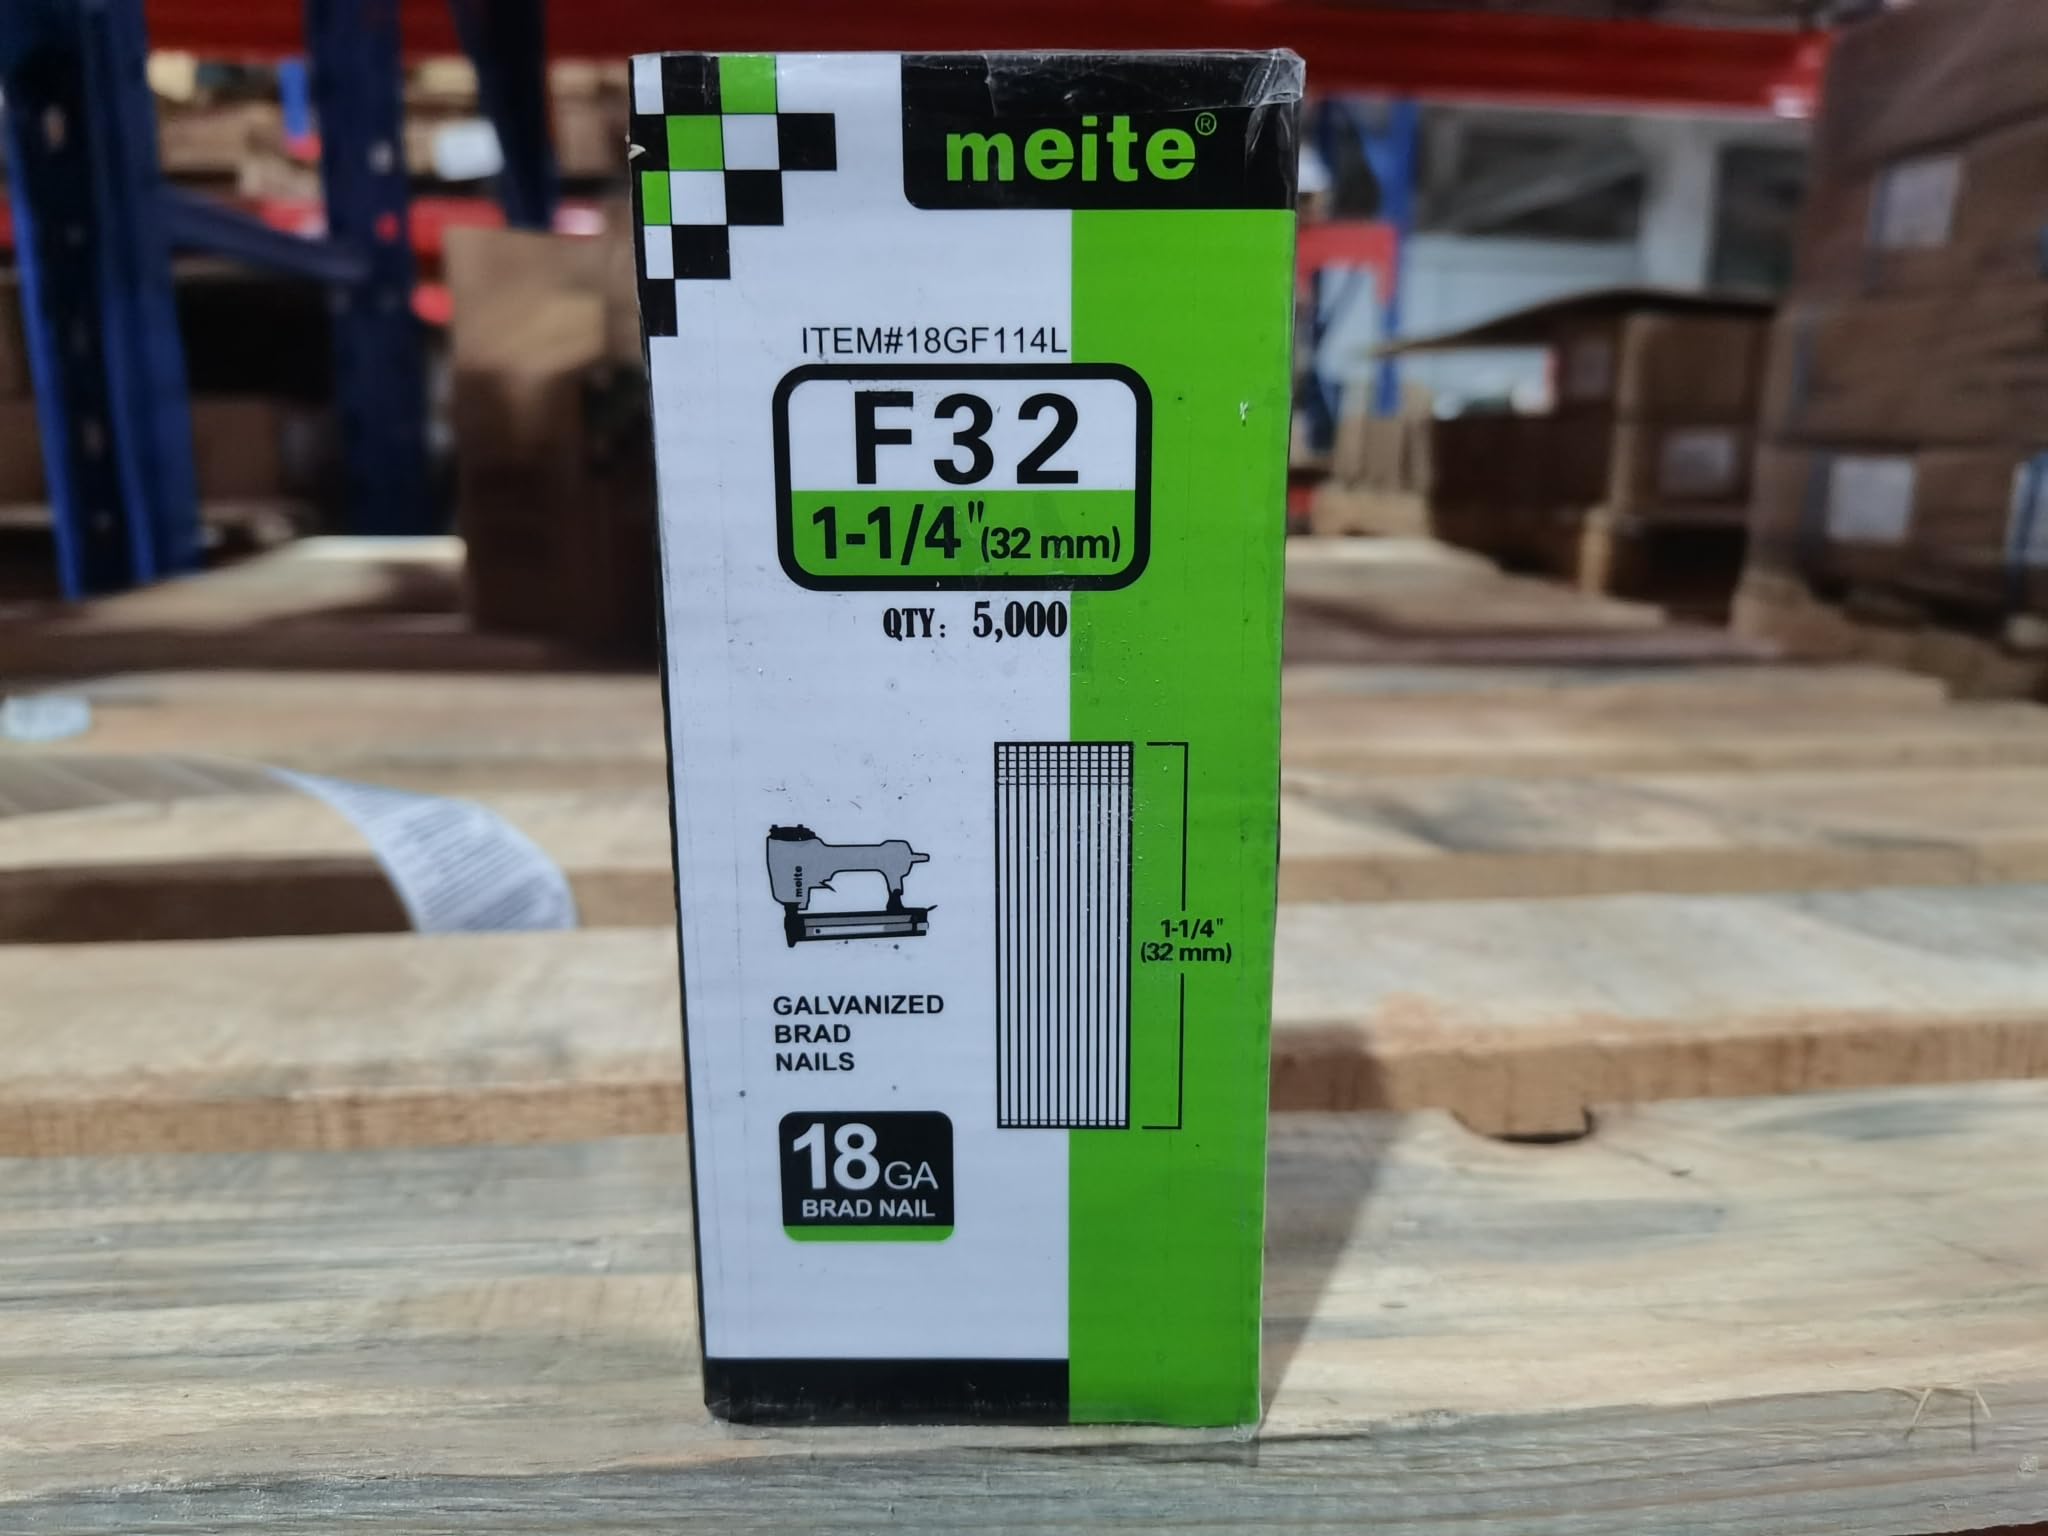 meite®
ITEM#18GF114L
F32
1-1/4"(32 mm)
QTY: 5,000
meite
1-1/4"
(32 mm)
GALVANIZED
BRAD
NAILS
18GA
BRAD NAIL